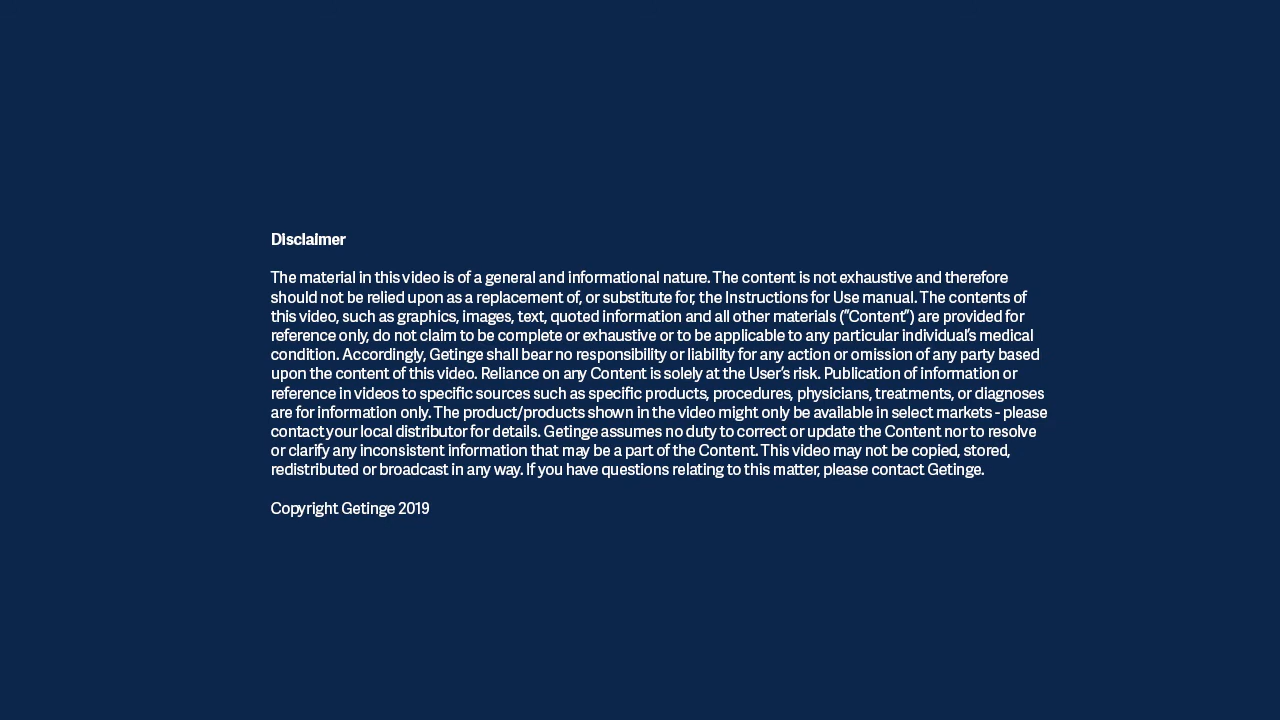 Disclaimer
The material in this video is of a general and informational nature. The content is not exhaustive and therefore
should not be relied upon as a replacement of, or substitute for, the Instructions for Use manual. The contents of
this video, such as graphics, images, text, quoted information and all other materials (”Content”) are provided for
reference only, do not claim to be complete or exhaustive or to be applicable to any particular individual’s medical
condition. Accordingly, Getinge shall bear no responsibility or liability for any action or omission of any party based
upon the content of this video. Reliance on any Content is solely at the User’s risk. Publication of information or
reference in videos to specific sources such as specific products, procedures, physicians, treatments, or diagnoses
are for information only. The product/products shown in the video might only be available in select markets - please
contact your local distributor for details. Getinge assumes no duty to correct or update the Content nor to resolve
or clarify any inconsistent information that may be a part of the Content. This video may not be copied, stored,
redistributed or broadcast in any way. If you have questions relating to this matter, please contact Getinge.
Copyright Getinge 2019